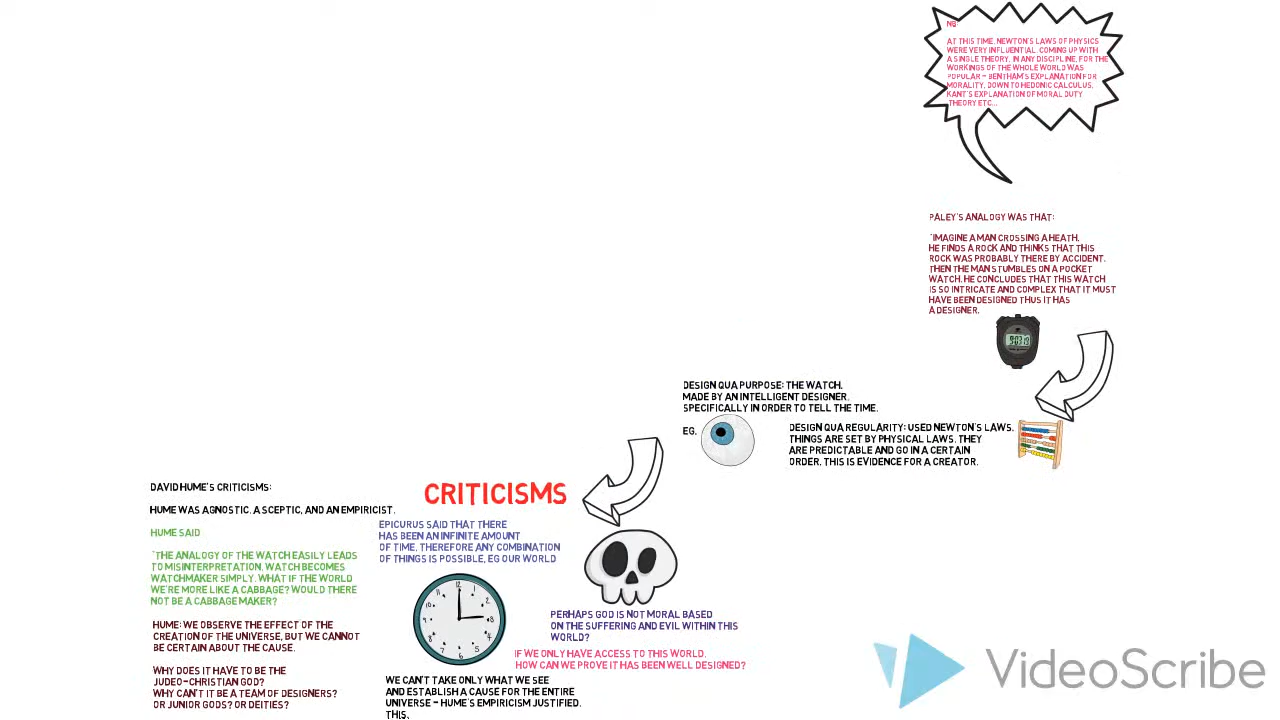 NB:
AT THIS TIME, NEWTON'S LAWS OF PHYSICS
WERE VERY INFLUENTIAL. COMING UP WITH
A SINGLE THEORY, IN ANY DISCIPLINE, FOR THE
WORKINGS OF THE WHOLE WORLD WAS
POPULAR - BENTHAM'S EXPLANATION FOR
MORALITY, DOWN TO HEDONIC CALCULUS,
KANT'S EXPLANATION OF MORAL DUTY
THEORY ETC...
PALEY'S ANALOGY WAS THAT:
"IMAGINE A MAN CROSSING A HEATH,
HE FINDS A ROCK AND THINKS THAT THIS
ROCK WAS PROBABLY THERE BY ACCIDENT.
THEN THE MAN STUMBLES ON A POCKET
WATCH. HE CONCLUDES THAT THIS WATCH
IS SO INTRICATE AND COMPLEX THAT IT MUST
HAVE BEEN DESIGNED THUS IT HAS
A DESIGNER.
DESIGN QUA PURPOSE: THE WATCH.
MADE BY AN INTELLIGENT DESIGNER,
SPECIFICALLY IN ORDER TO TELL THE TIME.
EG.
DESIGN QUA REGULARITY: USED NEWTON'S LAWS.
THINGS ARE SET BY PHYSICAL LAWS. THEY
ARE PREDICTABLE AND GO IN A CERTAIN
ORDER. THIS IS EVIDENCE FOR A CREATOR.
CRITICISMS
DAVID HUME'S CRITICISMS:
HUME WAS AGNOSTIC, A SCEPTIC, AND AN EMPIRICIST.
HUME SAID
"THE ANALOGY OF THE WATCH EASILY LEADS
TO MISINTERPRETATION, WATCH BECOMES
WATCHMAKER SIMPLY. WHAT IF THE WORLD
WE'RE MORE LIKE A CABBAGE? WOULD THERE
NOT BE A CABBAGE MAKER?
HUME: WE OBSERVE THE EFFECT OF THE
CREATION OF THE UNIVERSE, BUT WE CANNOT
BE CERTAIN ABOUT THE CAUSE.
WHY DOES IT HAVE TO BE THE
JUDEO-CHRISTIAN GOD?
WHY CAN'T IT BE A TEAM OF DESIGNERS?
OR JUNIOR GODS? OR DEITIES?
EPICURUS SAID THAT THERE
HAS BEEN AN INFINITE AMOUNT
OF TIME, THEREFORE ANY COMBINATION
OF THINGS IS POSSIBLE, EG OUR WORLD
12
1
2
3
4
5
6
7
8
9
10
11
PERHAPS GOD IS NOT MORAL BASED
ON THE SUFFERING AND EVIL WITHIN THIS
WORLD?
IF WE ONLY HAVE ACCESS TO THIS WORLD,
HOW CAN WE PROVE IT HAS BEEN WELL DESIGNED?
WE CAN'T TAKE ONLY WHAT WE SEE
AND ESTABLISH A CAUSE FOR THE ENTIRE
UNIVERSE - HUME'S EMPIRICISM JUSTIFIED.
THIS,
VideoScribe